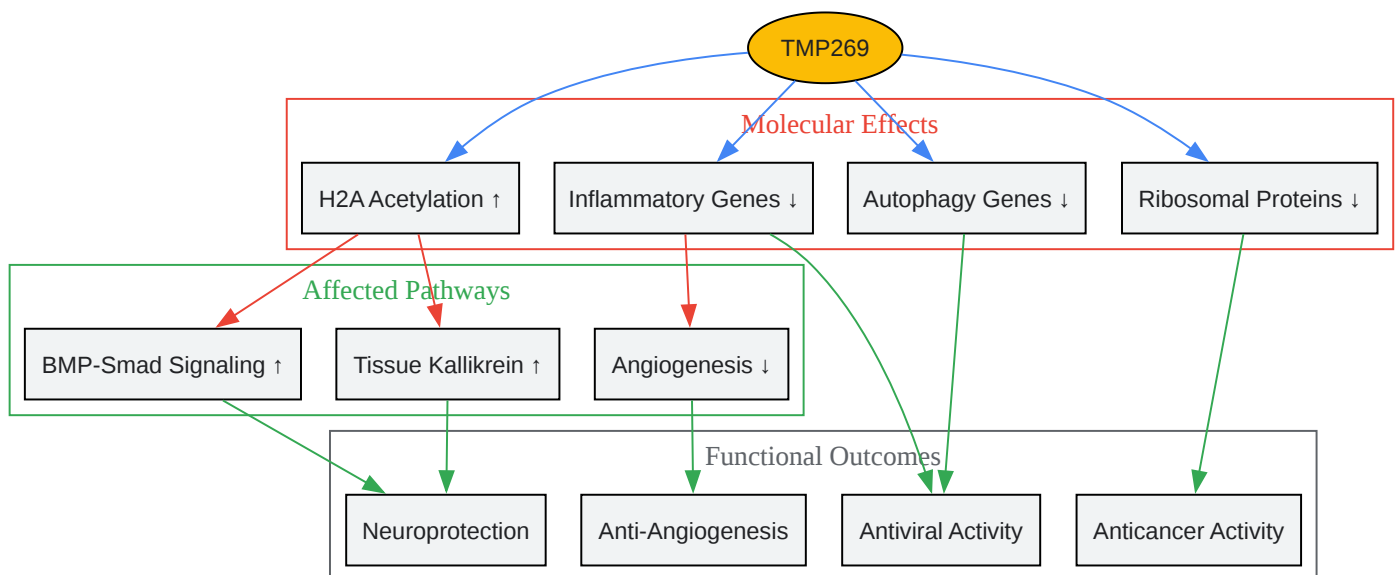 TMP269
Molecular Effects
H2A Acetylation ↑
Inflammatory Genes ↓
Autophagy Genes ↓
Ribosomal Proteins ↓
Affected Pathways
BMP-Smad Signaling ↑
Tissue Kallikrein ↑
Angiogenesis ↓
Functional Outcomes
Neuroprotection
Anti-Angiogenesis
Antiviral Activity
Anticancer Activity